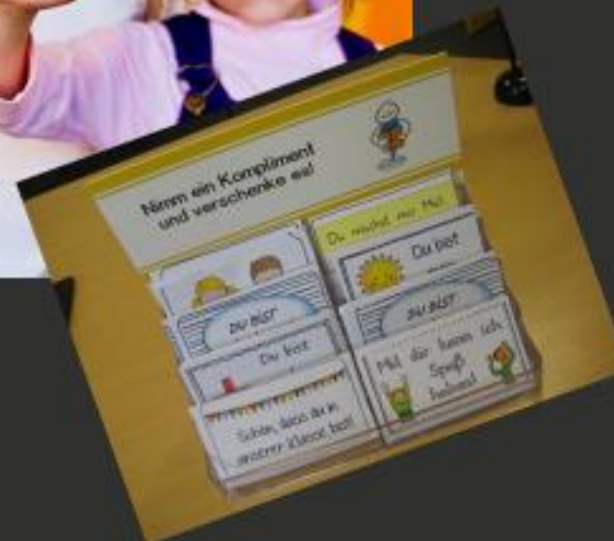 Nimm ein Kompliment
und verschenke es!
Du machst mir Mut.
Du bist
DU BIST
DU BIST
Du bist
Mit dir kann ich
Spaß
haben!
Schön, dass du in
unserer Klasse bist!